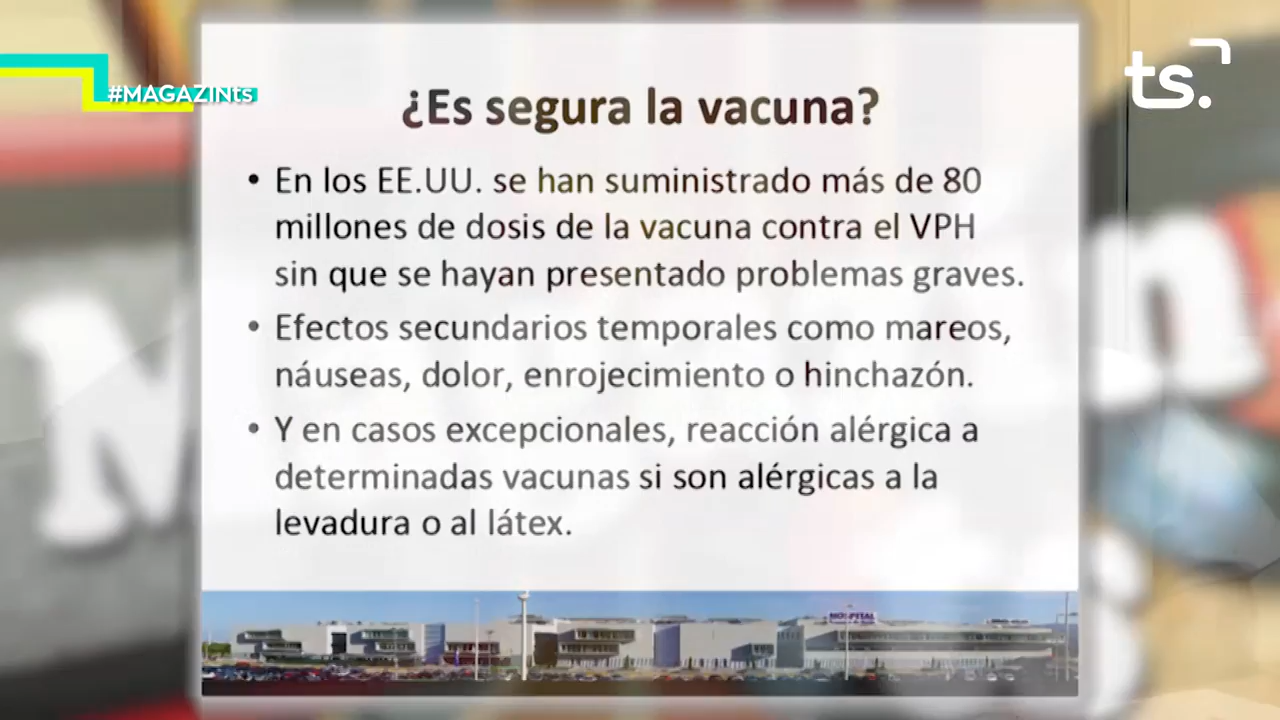 #MAGAZINts
ts.
¿Es segura la vacuna?
• En los EE.UU. se han suministrado más de 80
millones de dosis de la vacuna contra el VPH
sin que se hayan presentado problemas graves.
• Efectos secundarios temporales como mareos,
náuseas, dolor, enrojecimiento o hinchazón.
• Y en casos excepcionales, reacción alérgica a
determinadas vacunas si son alérgicas a la
levadura o al látex.
HOSPITAL